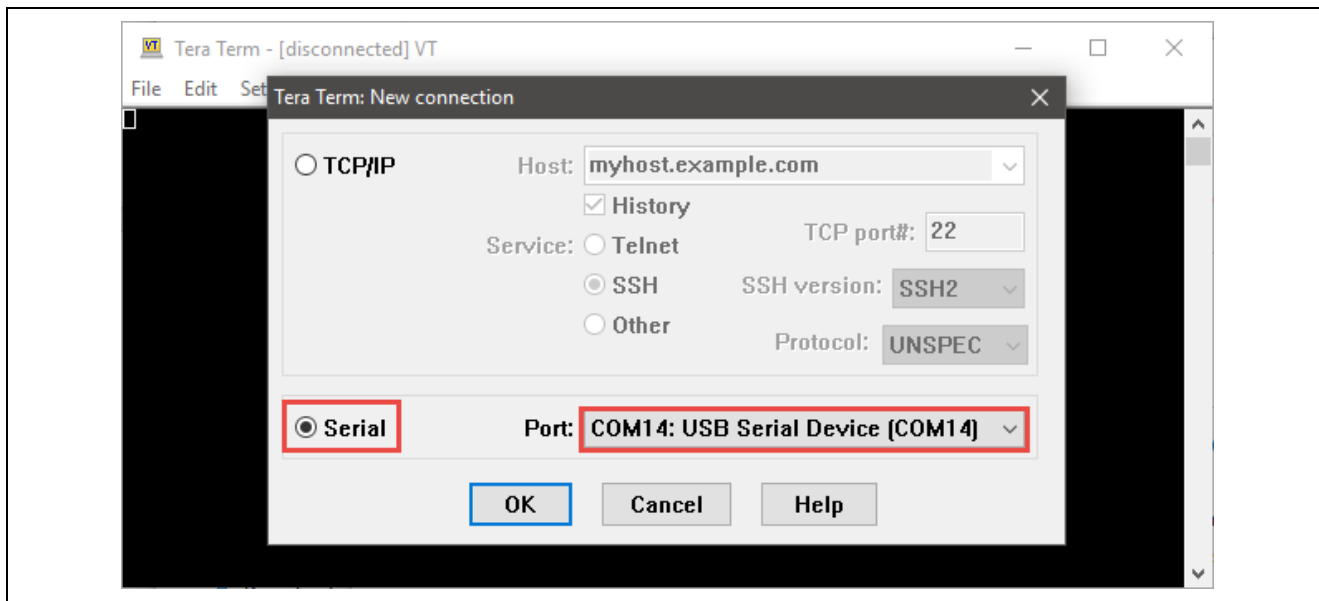 Tera Term - [disconnected] VT
File Edit Set
Tera Term: New connection
TCP/IP Host: myhost.example.com
History
Service: Telnet TCP port#: 22
SSH SSH version: SSH2
Other Protocol: UNSPEC
Serial Port: COM14: USB Serial Device (COM14)
OK Cancel Help